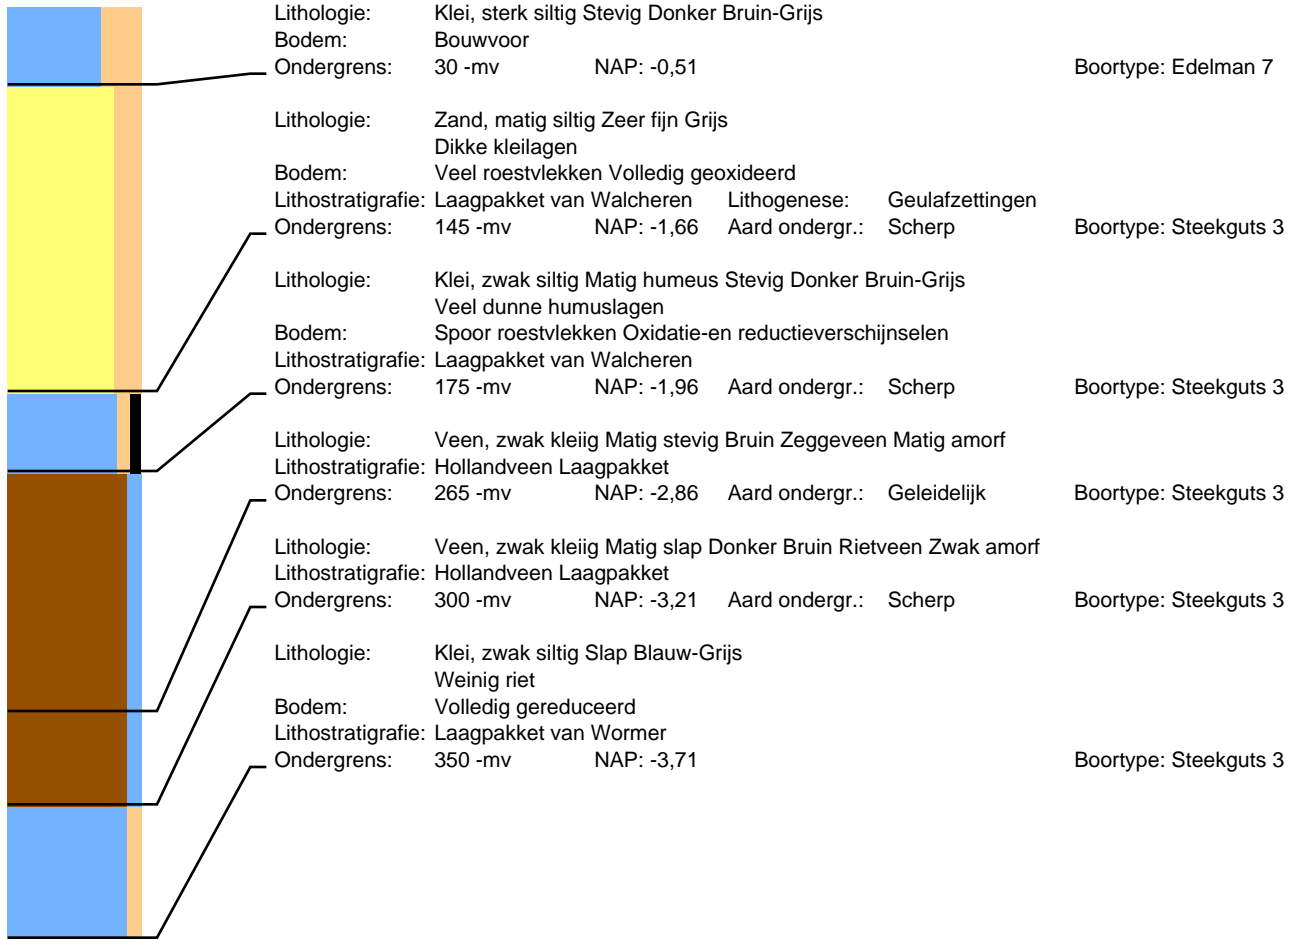 Lithologie: Klei, sterk siltig Stevig Donker Bruin-Grijs
Bodem: Bouwvoor
Ondergrens: 30 -mv NAP: -0,51 Boortype: Edelman 7
Lithologie: Zand, matig siltig Zeer fijn Grijs
Dikke kleilagen
Bodem: Veel roestvlekken Volledig geoxideerd
Lithostratigrafie: Laagpakket van Walcheren Lithogenese: Geulafzettingen
Ondergrens: 145 -mv NAP: -1,66 Aard ondergr.: Scherp Boortype: Steekguts 3
Lithologie: Klei, zwak siltig Matig humeus Stevig Donker Bruin-Grijs
Veel dunne humuslagen
Bodem: Spoor roestvlekken Oxidatie-en reductieverschijnselen
Lithostratigrafie: Laagpakket van Walcheren
Ondergrens: 175 -mv NAP: -1,96 Aard ondergr.: Scherp Boortype: Steekguts 3
Lithologie: Veen, zwak kleiig Matig stevig Bruin Zeggeveen Matig amorf
Lithostratigrafie: Hollandveen Laagpakket
Ondergrens: 265 -mv NAP: -2,86 Aard ondergr.: Geleidelijk Boortype: Steekguts 3
Lithologie: Veen, zwak kleiig Matig slap Donker Bruin Rietveen Zwak amorf
Lithostratigrafie: Hollandveen Laagpakket
Ondergrens: 300 -mv NAP: -3,21 Aard ondergr.: Scherp Boortype: Steekguts 3
Lithologie: Klei, zwak siltig Slap Blauw-Grijs
Weinig riet
Bodem: Volledig gereduceerd
Lithostratigrafie: Laagpakket van Wormer
Ondergrens: 350 -mv NAP: -3,71 Boortype: Steekguts 3